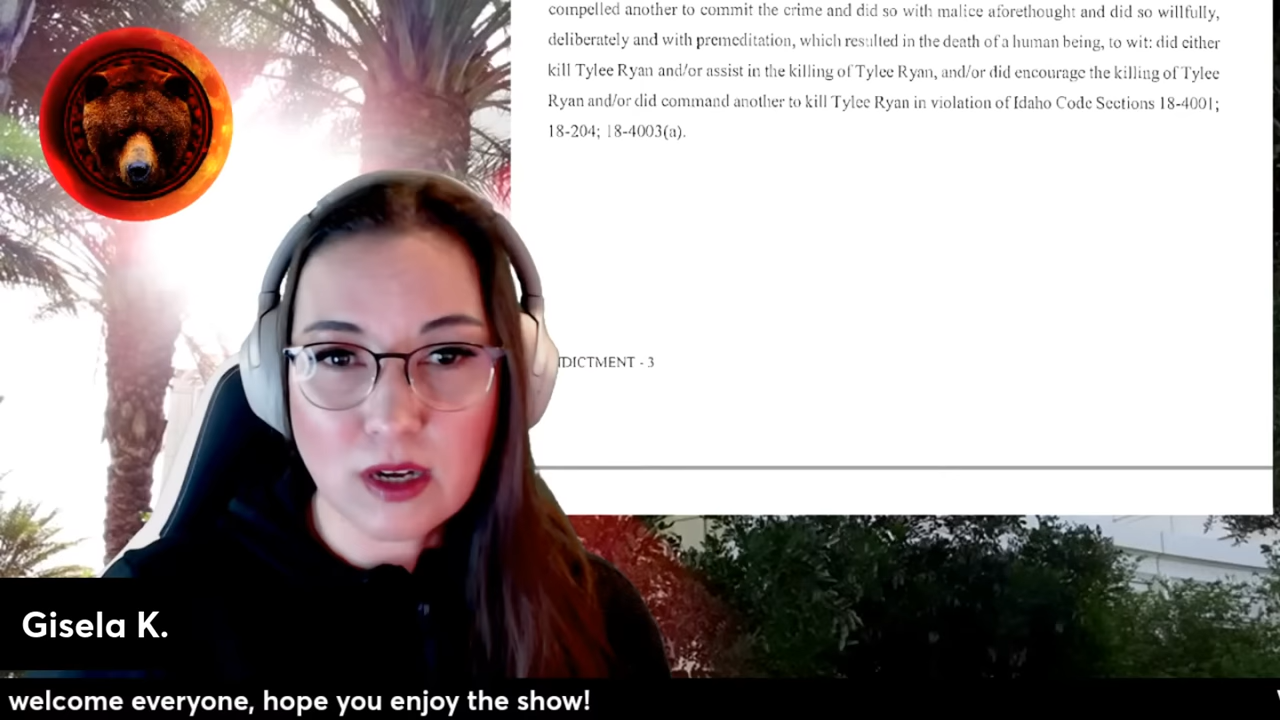 compelled another to commit the crime and did so with malice aforethought and did so willfully,
deliberately and with premeditation, which resulted in the death of a human being, to wit: did either
kill Tylee Ryan and/or assist in the killing of Tylee Ryan, and/or did encourage the killing of Tylee
Ryan and/or did command another to kill Tylee Ryan in violation of Idaho Code Sections 18-4001;
18-204; 18-4003(a).
DICTMENT - 3
Gisela K.
welcome everyone, hope you enjoy the show!